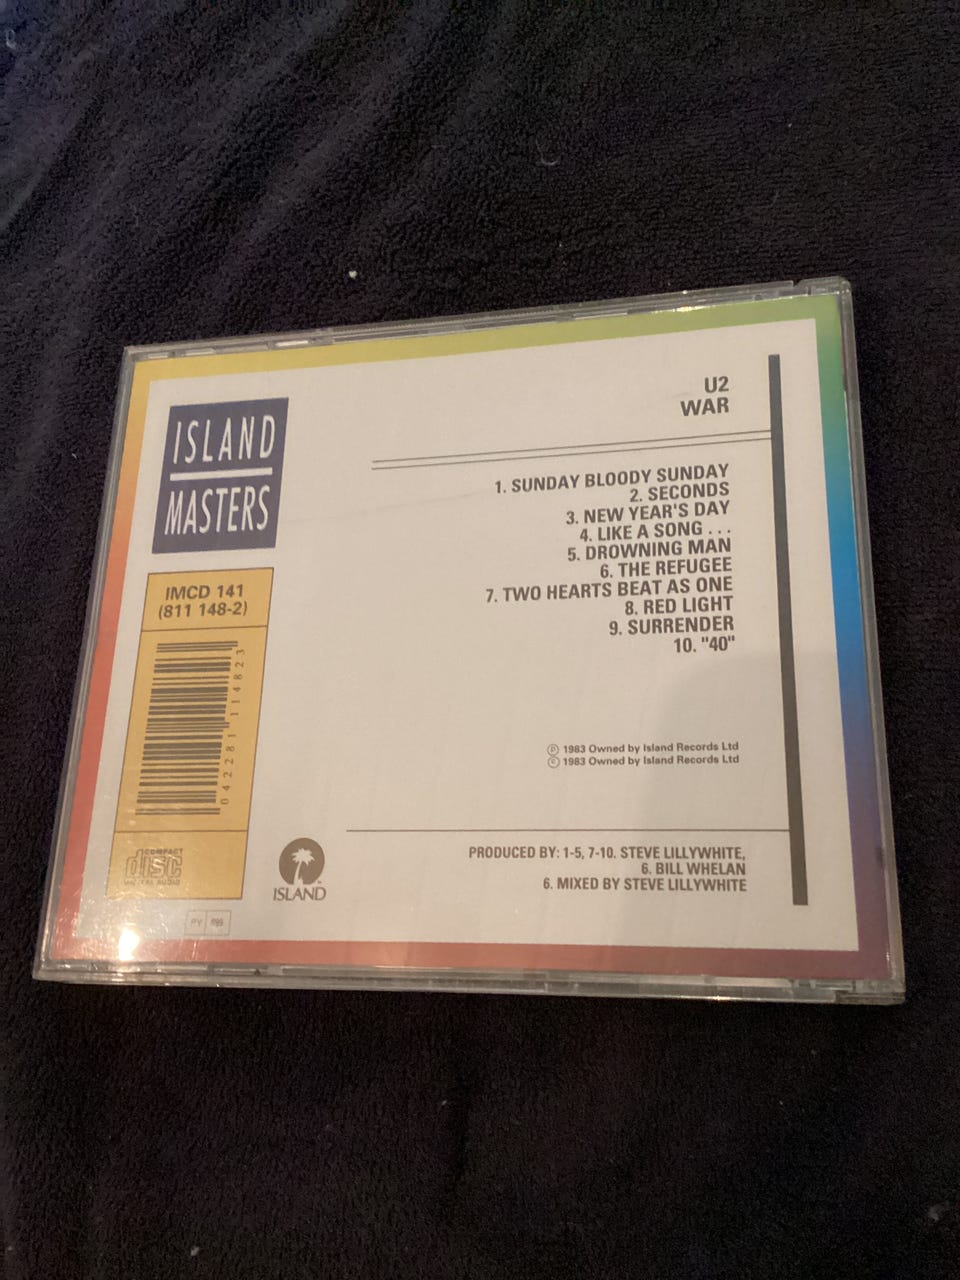 ISLAND
MASTERS
IMCD 141
(811 148-2)
042281 114823
COMPACT
disc
DIGITAL AUDIO
PY
ISLAND
U2
WAR
1. SUNDAY BLOODY SUNDAY
2. SECONDS
3. NEW YEAR'S DAY
4. LIKE A SONG . . .
5. DROWNING MAN
6. THE REFUGEE
7. TWO HEARTS BEAT AS ONE
8. RED LIGHT
9. SURRENDER
10. "40"
℗ 1983 Owned by Island Records Ltd
© 1983 Owned by Island Records Ltd
PRODUCED BY: 1-5, 7-10. STEVE LILLYWHITE,
6. BILL WHELAN
6. MIXED BY STEVE LILLYWHITE